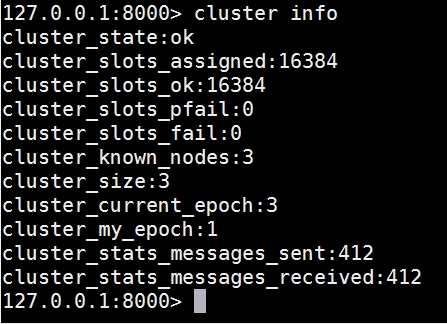 127.0.0.1:8000> cluster info
cluster_state:ok
cluster_slots_assigned:16384
cluster_slots_ok:16384
cluster_slots_pfail:0
cluster_slots_fail:0
cluster_known_nodes:3
cluster_size:3
cluster_current_epoch:3
cluster_my_epoch:1
cluster_stats_messages_sent:412
cluster_stats_messages_received:412
127.0.0.1:8000>